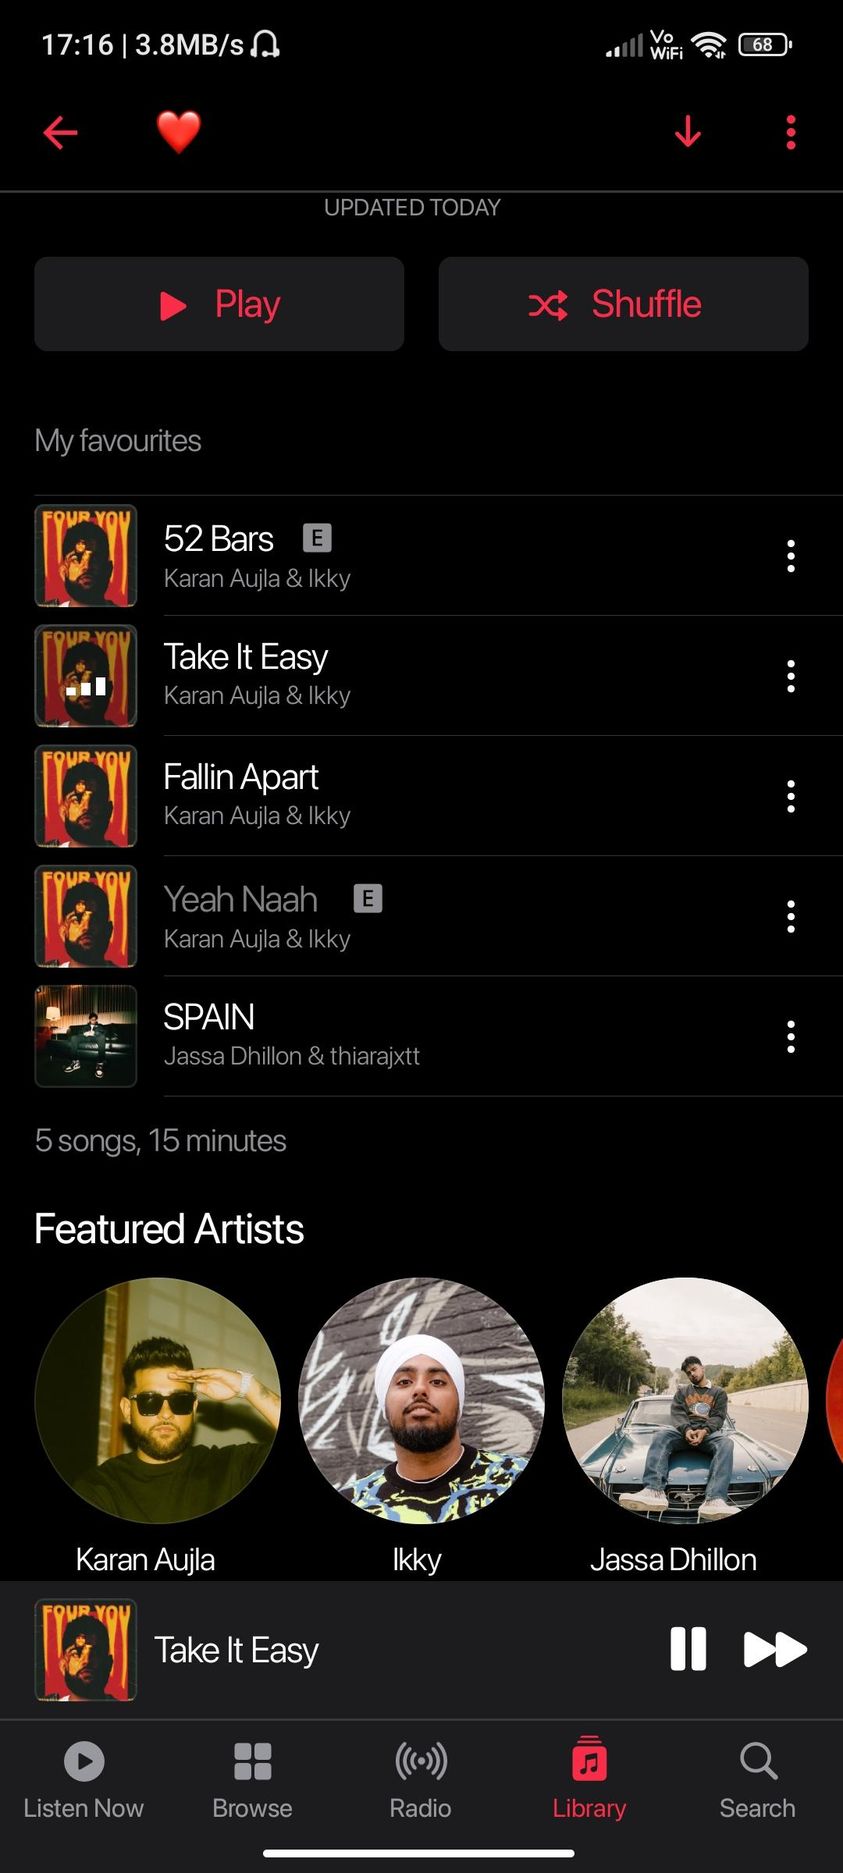 17:16 | 3.8MB/s
Vo
WiFi
68
UPDATED TODAY
Play
Shuffle
My favourites
FOUR YOU
52 Bars E
Karan Aujla & Ikky
FOUR YOU
Take It Easy
Karan Aujla & Ikky
FOUR YOU
Fallin Apart
Karan Aujla & Ikky
FOUR YOU
Yeah Naah E
Karan Aujla & Ikky
SPAIN
Jassa Dhillon & thiarajxtt
5 songs, 15 minutes
Featured Artists
Karan Aujla
Ikky
Jassa Dhillon
FOUR YOU
Take It Easy
Listen Now
Browse
Radio
Library
Search